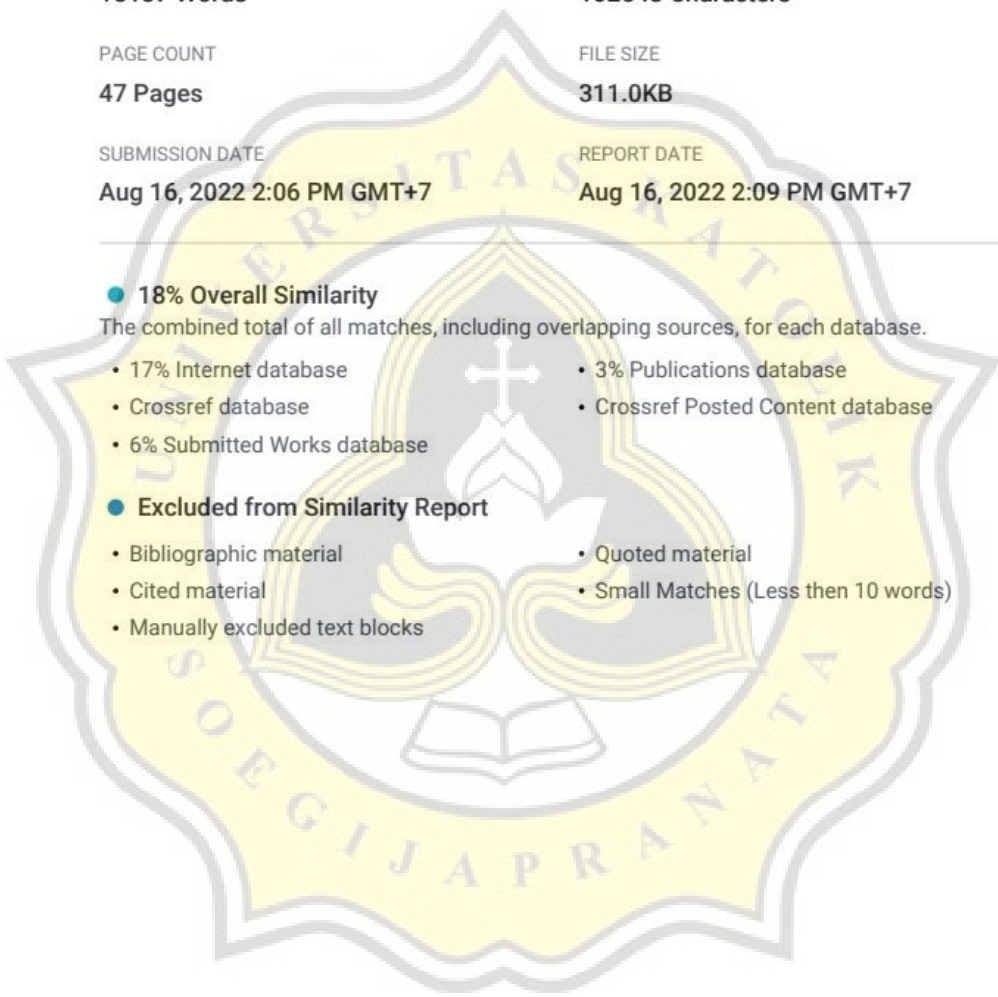 PAGE COUNT
FILE SIZE
47 Pages
311.0KB
SUBMISSION DATE
REPORT DATE
Aug 16, 2022 2:06 PM GMT+7
Aug 16, 2022 2:09 PM GMT+7
18% Overall Similarity
The combined total of all matches, including overlapping sources, for each database.
• 17% Internet database
• 3% Publications database
• Crossref database
• Crossref Posted Content database
• 6% Submitted Works database
Excluded from Similarity Report
• Bibliographic material
• Quoted material
• Cited material
• Small Matches (Less then 10 words)
• Manually excluded text blocks
UNIVERSITAS KATOLIK
SOEGIJAPRANATA